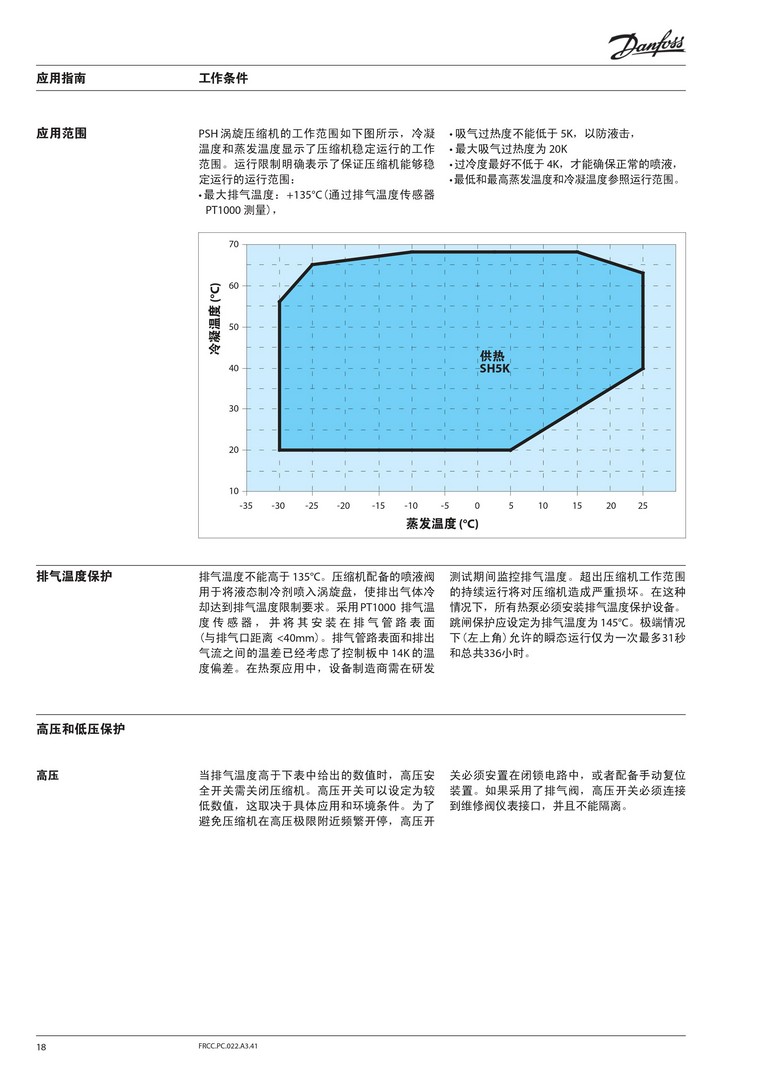 Danfoss
应用指南
工作条件
应用范围
PSH 涡旋压缩机的工作范围如下图所示，冷凝
温度和蒸发温度显示了压缩机稳定运行的工作
范围。运行限制明确表示了保证压缩机能够稳
定运行的运行范围：
• 最大排气温度：+135°C（通过排气温度传感器
PT1000 测量），
• 吸气过热度不能低于 5K，以防液击，
• 最大吸气过热度为 20K
• 过冷度最好不低于 4K，才能确保正常的喷液，
• 最低和最高蒸发温度和冷凝温度参照运行范围。
冷凝温度 (°C)
70
60
50
40
30
20
10
供热
SH5K
-35 -30 -25 -20 -15 -10 -5 0 5 10 15 20 25
蒸发温度 (°C)
排气温度保护
排气温度不能高于 135°C。压缩机配备的喷液阀
用于将液态制冷剂喷入涡旋盘，使排出气体冷
却达到排气温度限制要求。采用PT1000 排气温
度传感器，并将其安装在排气管路表面
（与排气口距离 <40mm）。排气管路表面和排出
气流之间的温差已经考虑了控制板中 14K 的温
度偏差。在热泵应用中，设备制造商需在研发
测试期间监控排气温度。超出压缩机工作范围
的持续运行将对压缩机造成严重损坏。在这种
情况下，所有热泵必须安装排气温度保护设备。
跳闸保护应设定为排气温度为 145°C。极端情况
下（左上角）允许的瞬态运行仅为一次最多31秒
和总共336小时。
高压和低压保护
高压
当排气温度高于下表中给出的数值时，高压安
全开关需关闭压缩机。高压开关可以设定为较
低数值，这取决于具体应用和环境条件。为了
避免压缩机在高压极限附近频繁开停，高压开
关必须安置在闭锁电路中，或者配备手动复位
装置。如果采用了排气阀，高压开关必须连接
到维修阀仪表接口，并且不能隔离。
18
FRCC.PC.022.A3.41